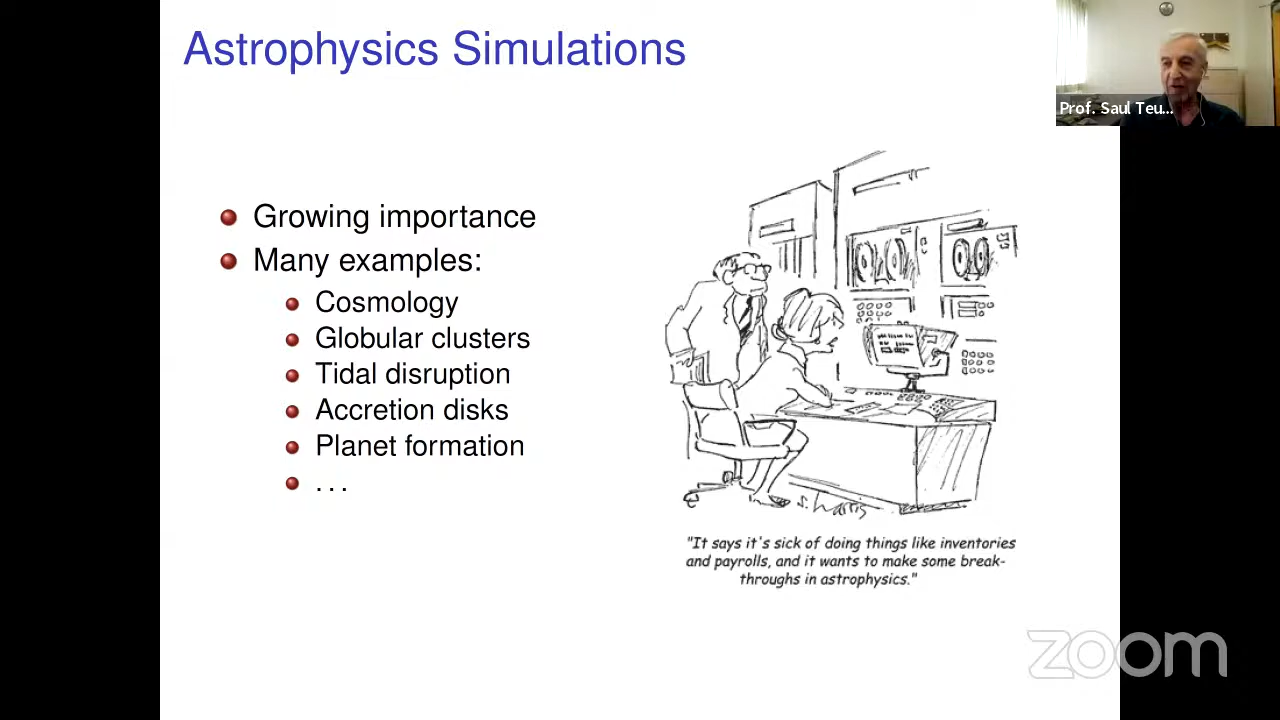 Astrophysics Simulations
Prof. Saul Teu...
Growing importance
Many examples:
Cosmology
Globular clusters
Tidal disruption
Accretion disks
Planet formation
. . .
S. Harris
"It says it's sick of doing things like inventories
and payrolls, and it wants to make some break-
throughs in astrophysics."
zoom